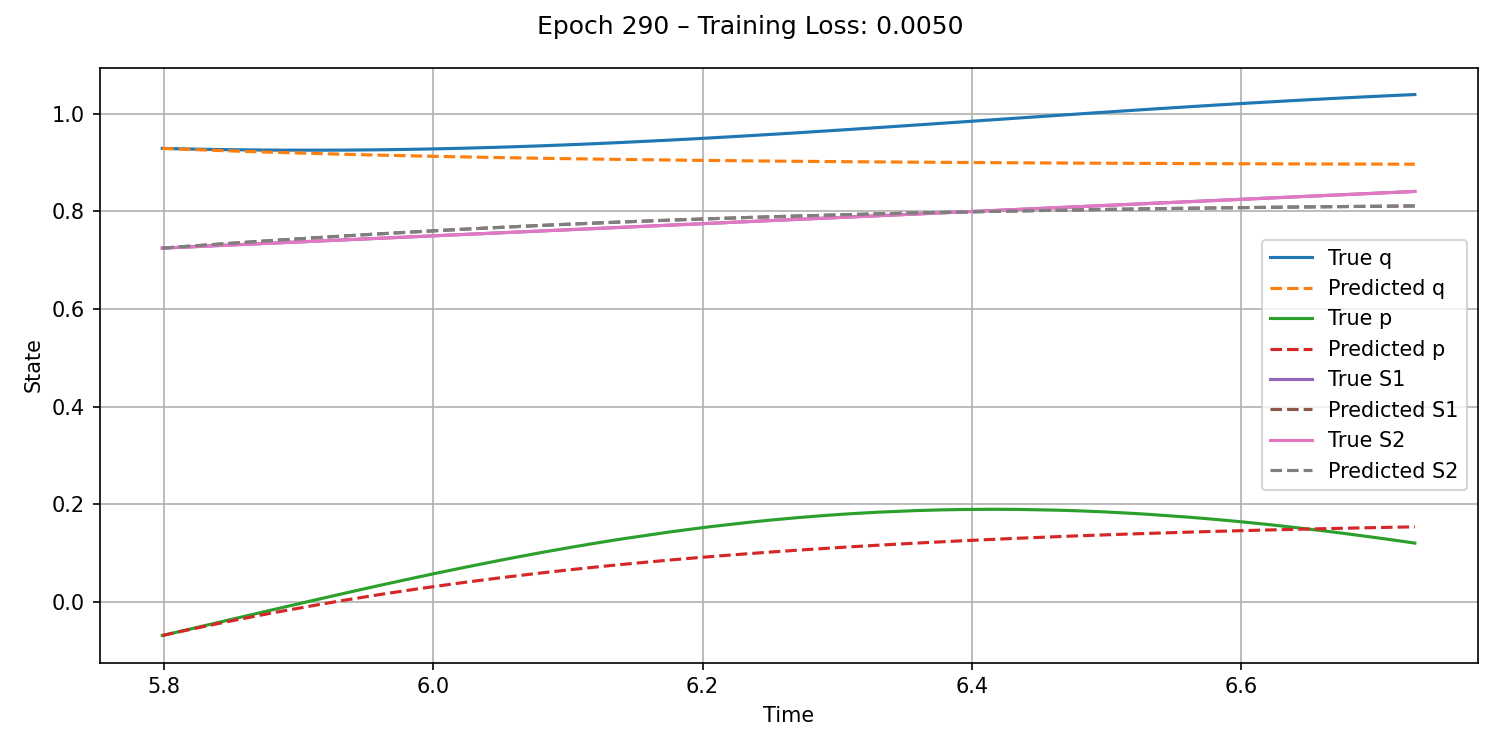 Epoch 290 – Training Loss: 0.0050
State
1.0
0.8
0.6
0.4
0.2
0.0
True q
Predicted q
True p
Predicted p
True S1
Predicted S1
True S2
Predicted S2
5.8 6.0 6.2 6.4 6.6
Time